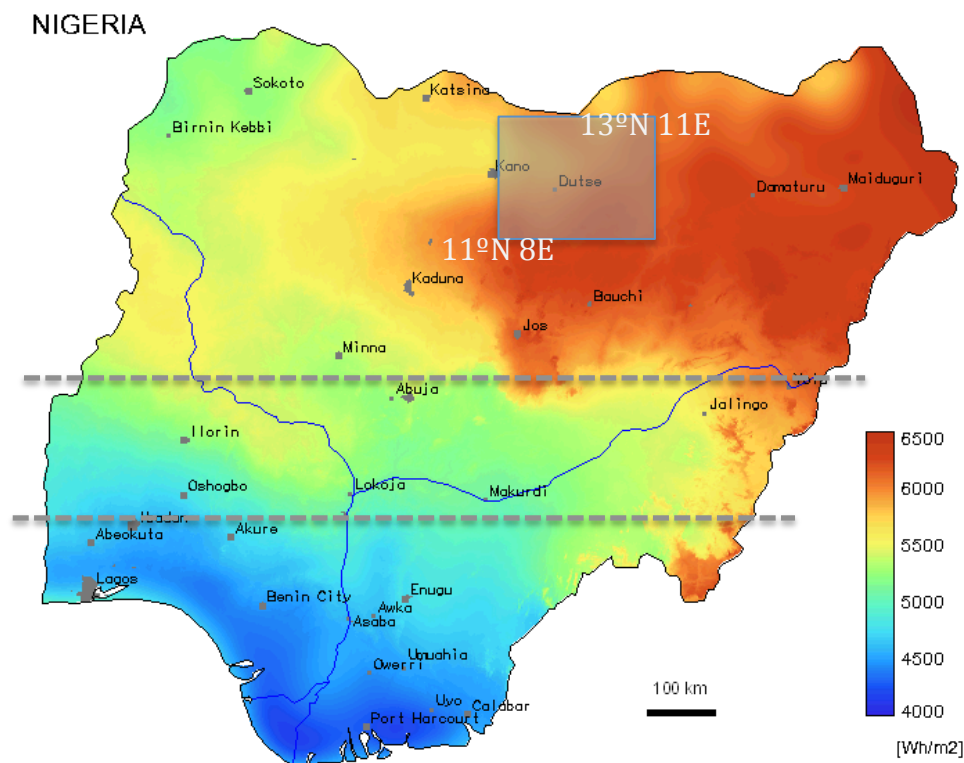 NIGERIA
Sokoto
Katsina
Birnin Kebbi
13ºN 11E
Kano
Dutse
Damaturu
Maiduguri
11ºN 8E
Kaduna
Bauchi
Jos
Minna
Abuja
Jalingo
Ilorin
6500
Lokoja
Makurdi
6000
Oshogbo
Akure
5500
Abeokuta
Lagos
Enugu
5000
Benin City
Awka
Asaba
Umuahia
4500
Owerri
100 km
Uyo
Calabar
Port Harcourt
4000
[Wh/m2]